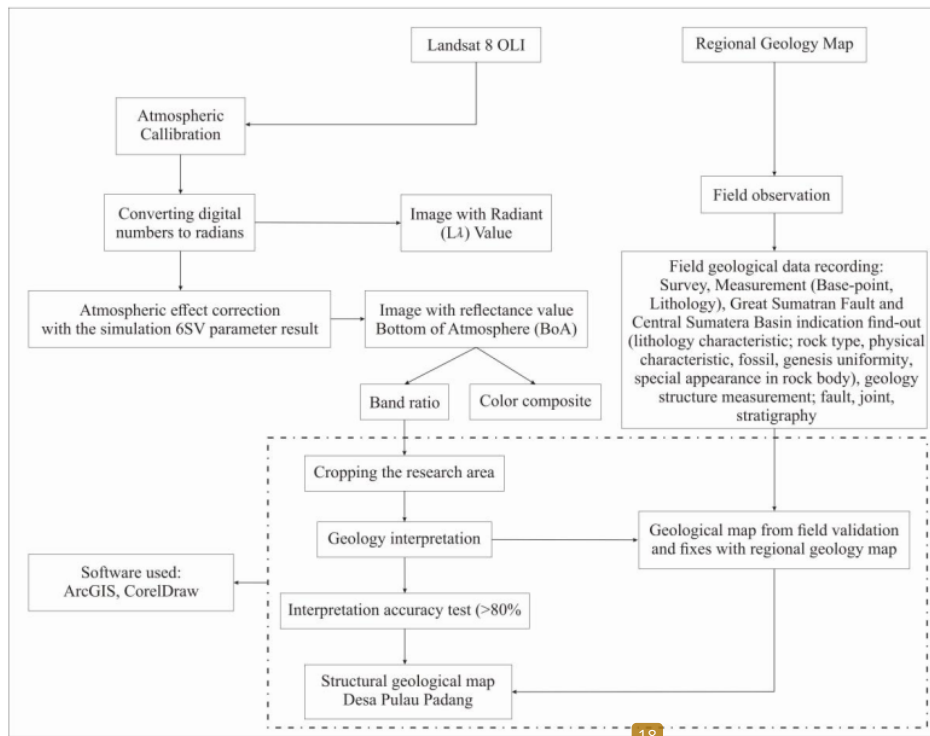 Landsat 8 OLI
Regional Geology Map
Atmospheric
Callibration
Converting digital
numbers to radians
Image with Radiant
(Lλ) Value
Field observation
Atmospheric effect correction
with the simulation 6SV parameter result
Image with reflectance value
Bottom of Atmosphere (BoA)
Field geological data recording:
Survey, Measurement (Base-point,
Lithology), Great Sumatran Fault and
Central Sumatera Basin indication find-out
(lithology characteristic; rock type, physical
characteristic, fossil, genesis uniformity,
special appearance in rock body), geology
structure measurement; fault, joint,
stratigraphy
Band ratio
Color composite
Cropping the research area
Geology interpretation
Geological map from field validation
and fixes with regional geology map
Software used:
ArcGIS, CorelDraw
Interpretation accuracy test (>80%
Structural geological map
Desa Pulau Padang
18